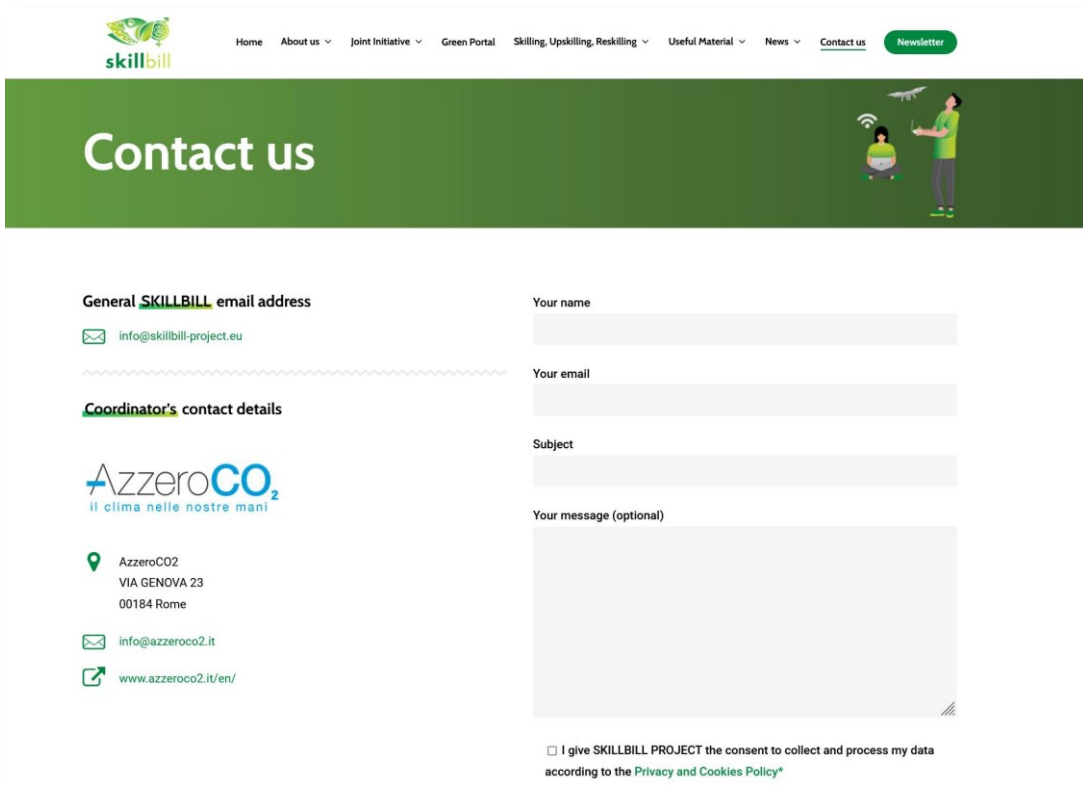 skillbill
Home About us Joint Initiative Green Portal Skilling, Upskilling, Reskilling Useful Material News Contact us Newsletter
Contact us
General SKILLBILL email address
info@skillbill-project.eu
Coordinator's contact details
AzzeroCO2
il clima nelle nostre mani
AzzeroCO2
VIA GENOVA 23
00184 Rome
info@azzeroco2.it
www.azzeroco2.it/en/
Your name
Your email
Subject
Your message (optional)
I give SKILLBILL PROJECT the consent to collect and process my data
according to the Privacy and Cookies Policy*